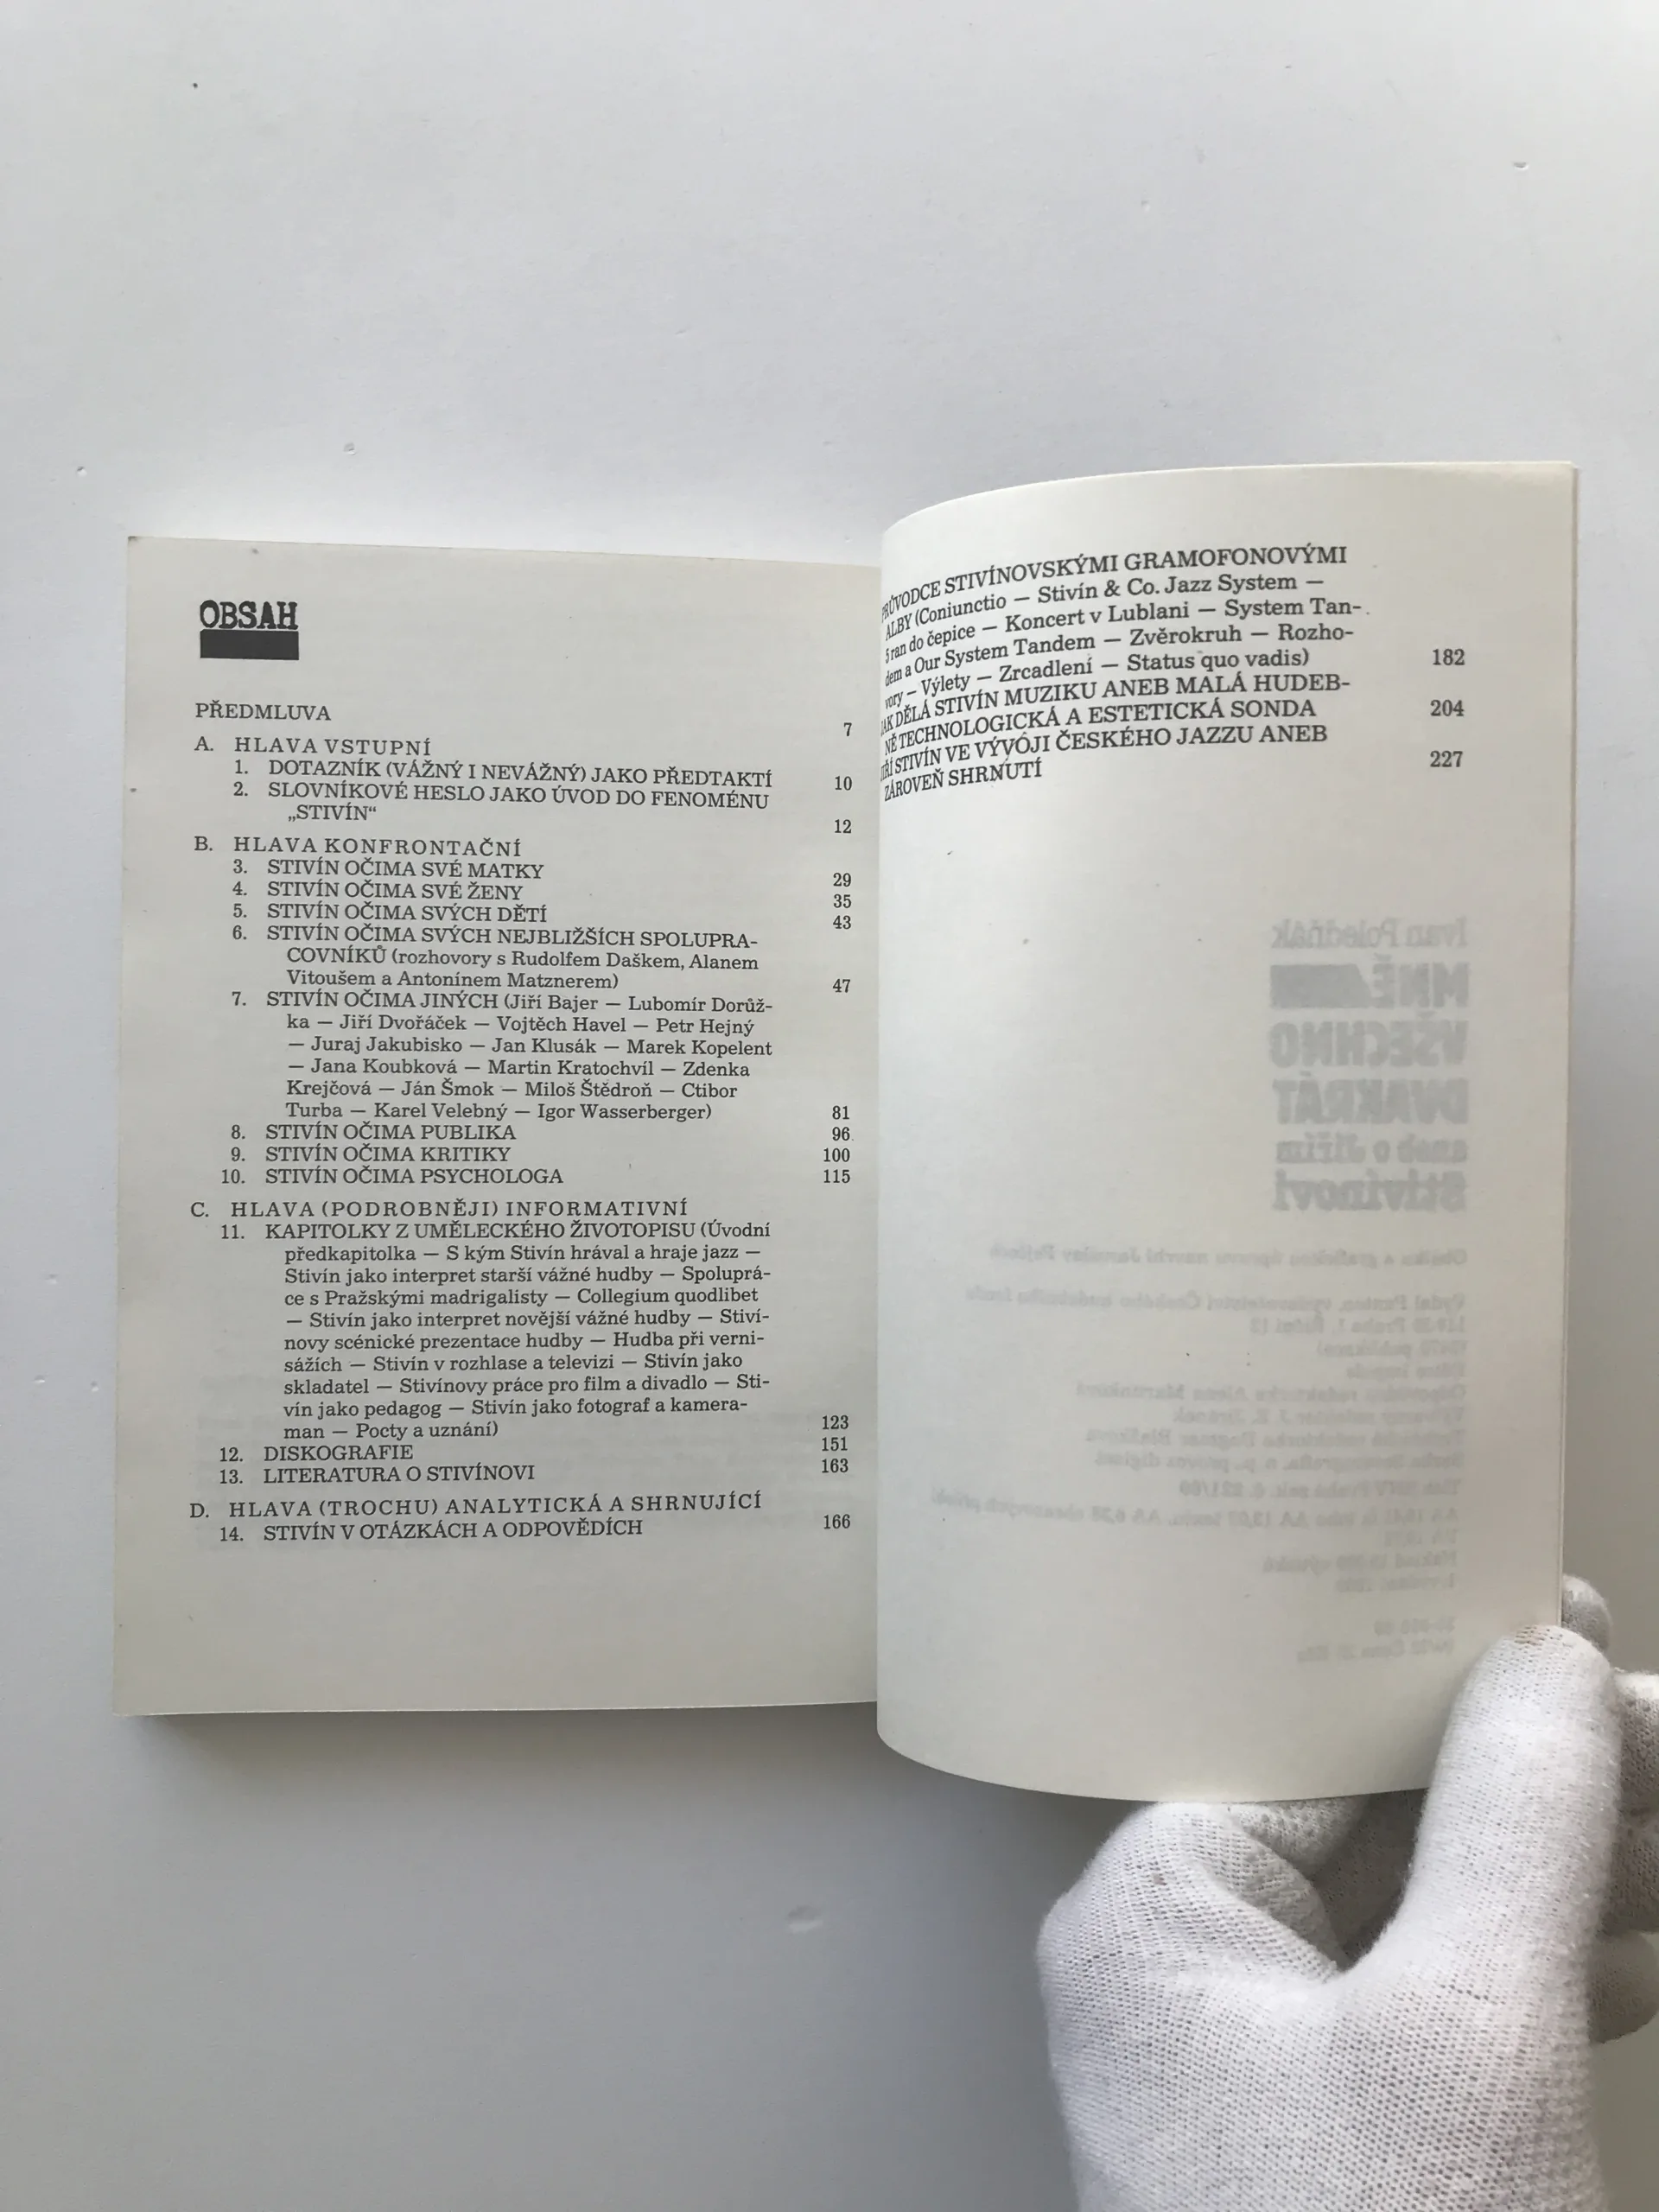 OBSAH
PŘEDMLUVA 7
A. HLAVA VSTUPNÍ
1. DOTAZNÍK (VÁŽNÝ I NEVÁŽNÝ) JAKO PŘEDTAKTÍ 10
2. SLOVNÍKOVÉ HESLO JAKO ÚVOD DO FENOMÉNU
„STIVÍN“ 12
B. HLAVA KONFRONTAČNÍ
3. STIVÍN OČIMA SVÉ MATKY 29
4. STIVÍN OČIMA SVÉ ŽENY 35
5. STIVÍN OČIMA SVÝCH DĚTÍ 43
6. STIVÍN OČIMA SVÝCH NEJBLIŽŠÍCH SPOLUPRA-
COVNÍKŮ (rozhovory s Rudolfem Daškem, Alanem
Vitoušem a Antonínem Matznerem) 47
7. STIVÍN OČIMA JINÝCH (Jiří Bajer — Lubomír Dorůž-
ka — Jiří Dvořáček — Vojtěch Havel — Petr Hejný
— Juraj Jakubisko — Jan Klusák — Marek Kopelent
— Jana Koubková — Martin Kratochvíl — Zdenka
Krejčová — Ján Šmok — Miloš Štědroň — Ctibor
Turba — Karel Velebný — Igor Wasserberger) 81
8. STIVÍN OČIMA PUBLIKA 96
9. STIVÍN OČIMA KRITIKY 100
10. STIVÍN OČIMA PSYCHOLOGA 115
C. HLAVA (PODROBNĚJI) INFORMATIVNÍ
11. KAPITOLKY Z UMĚLECKÉHO ŽIVOTOPISU (Úvodní
předkapitolka — S kým Stivín hrával a hraje jazz —
Stivín jako interpret starší vážné hudby — Spoluprá-
ce s Pražskými madrigalisty — Collegium quodlibet
— Stivín jako interpret novější vážné hudby — Stiví-
novy scénické prezentace hudby — Hudba při verni-
sážích — Stivín v rozhlase a televizi — Stivín jako
skladatel — Stivínovy práce pro film a divadlo — Sti-
vín jako pedagog — Stivín jako fotograf a kamera-
man — Pocty a uznání) 123
12. DISKOGRAFIE 151
13. LITERATURA O STIVÍNOVI 163
D. HLAVA (TROCHU) ANALYTICKÁ A SHRNUJÍCÍ
14. STIVÍN V OTÁZKÁCH A ODPOVĚDÍCH 166
PRŮVODCE STIVÍNOVSKÝMI GRAMOFONOVÝMI
ALBY (Coniunctio — Stivín & Co. Jazz System —
5 ran do čepice — Koncert v Lublani — System Tan-
dem a Our System Tandem — Zvěrokruh — Rozho-
vory — Výlety — Zrcadlení — Status quo vadis) 182
JAK DĚLÁ STIVÍN MUZIKU ANEB MALÁ HUDEB-
NĚ TECHNOLOGICKÁ A ESTETICKÁ SONDA 204
JIŘÍ STIVÍN VE VÝVOJI ČESKÉHO JAZZU ANEB
ZÁROVEŇ SHRNUTÍ 227
Ivan Poledňák
MNĚ
VŠECHNO
DVAKRÁT
aneb o Jiřím
Stivínovi